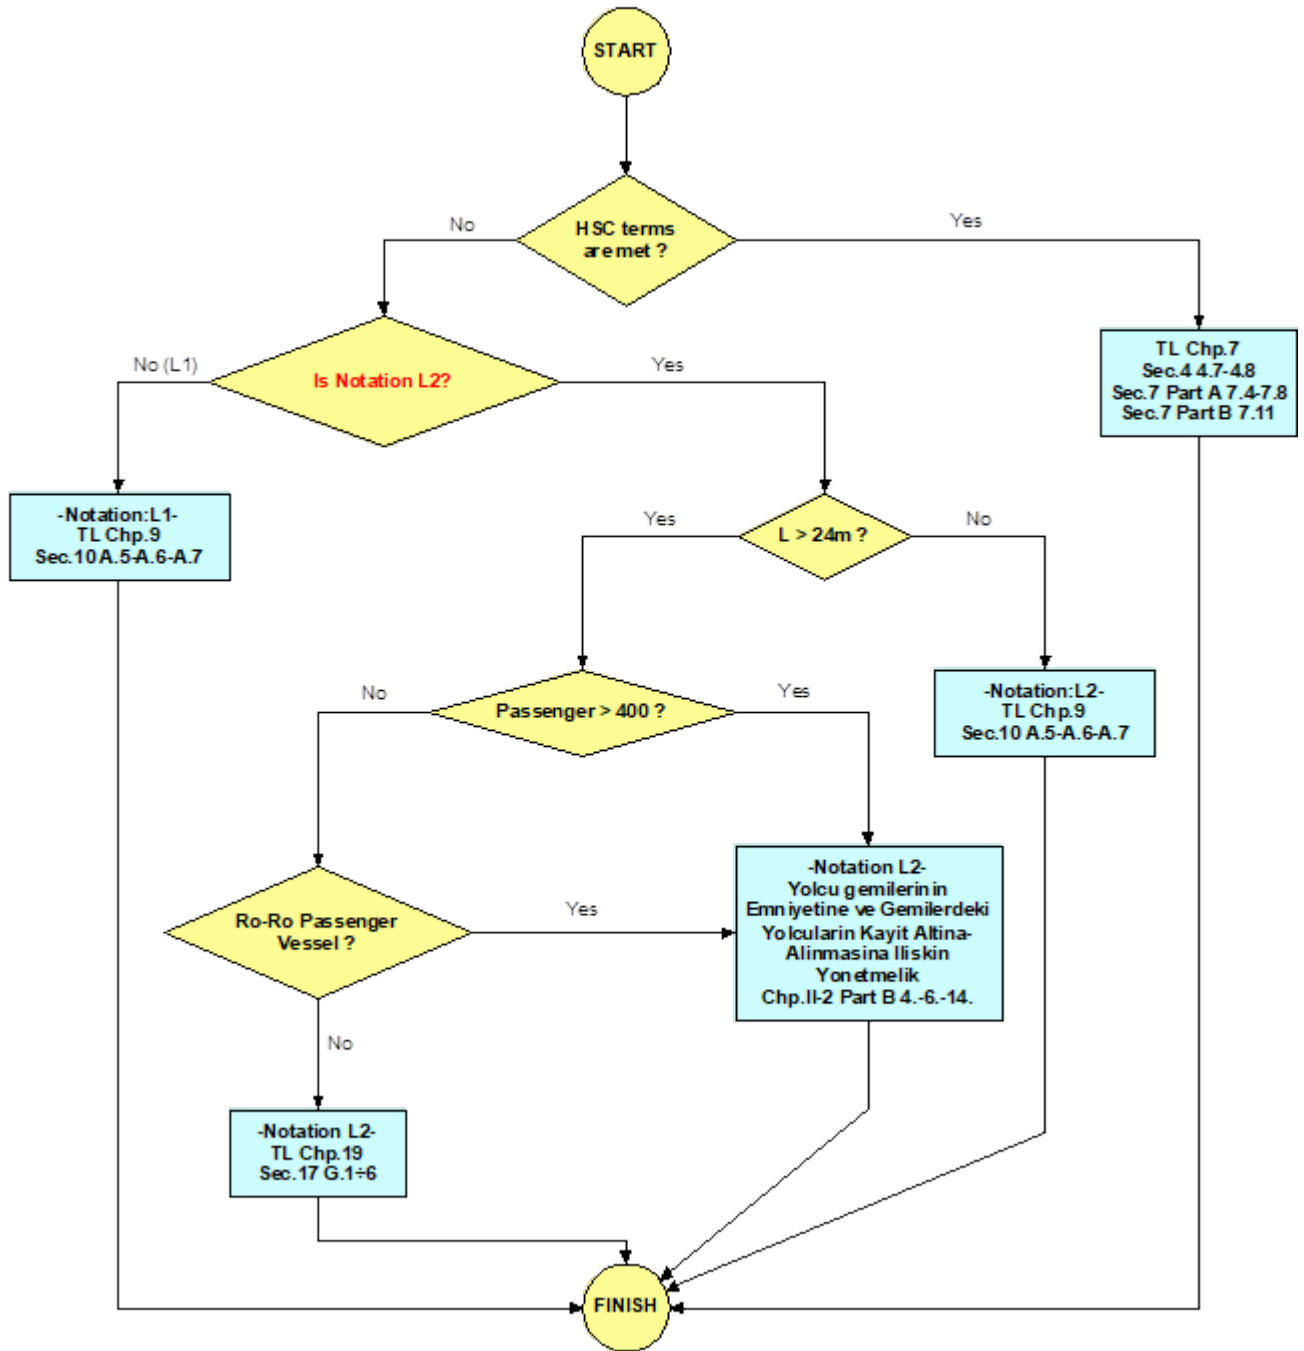 START
HSC terms
are met ?
No
Yes
Is Notation L2?
No (L1)
Yes
TL Chp.7
Sec.4 4.7-4.8
Sec.7 Part A 7.4-7.8
Sec.7 Part B 7.11
-Notation:L1-
TL Chp.9
Sec.10 A.5-A.6-A.7
L > 24m ?
Yes
No
Passenger > 400 ?
No
Yes
-Notation:L2-
TL Chp.9
Sec.10 A.5-A.6-A.7
Ro-Ro Passenger
Vessel ?
Yes
No
-Notation L2-
Yolcu gemilerinin
Emniyetine ve Gemilerdeki
Yolcularin Kayit Altina-
Alinmasina Iliskin
Yonetmelik
Chp.II-2 Part B 4.-6.-14.
-Notation L2-
TL Chp.19
Sec.17 G.1÷6
FINISH